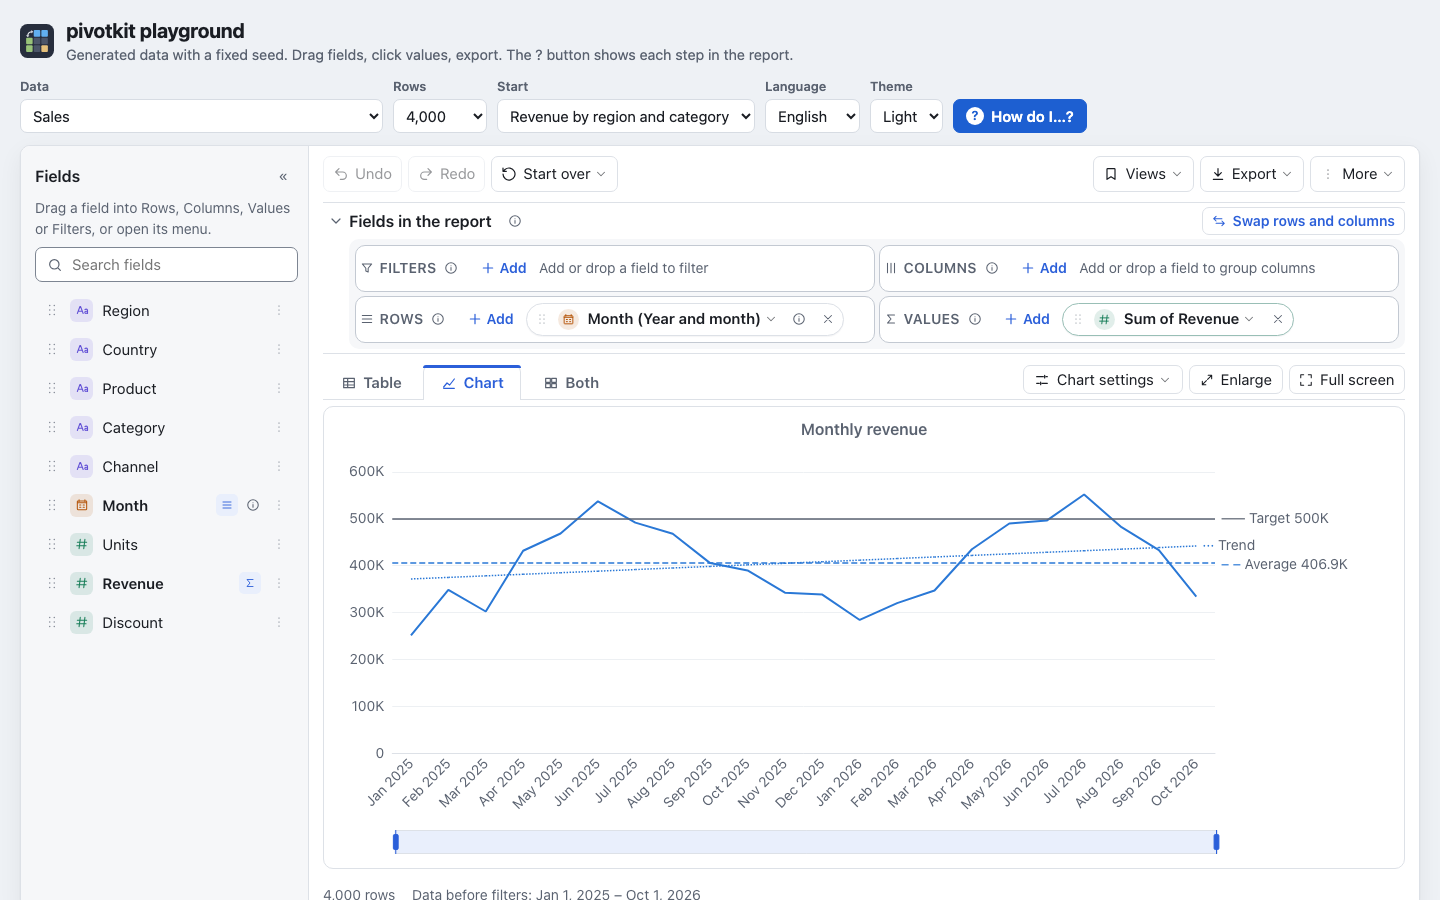 pivotkit playground
Generated data with a fixed seed. Drag fields, click values, export. The ? button shows each step in the report.
Data
Rows
Start
Language
Theme
Sales
4,000
Revenue by region and category
English
Light
? How do I...?
Fields
«
Drag a field into Rows, Columns, Values
or Filters, or open its menu.
Search fields
Aa Region
Aa Country
Aa Product
Aa Category
Aa Channel
Month
# Units
# Revenue Σ
# Discount
Undo
Redo
Start over
Views
Export
More
Fields in the report
Swap rows and columns
FILTERS
+ Add
Add or drop a field to filter
COLUMNS
+ Add
Add or drop a field to group columns
ROWS
+ Add
Month (Year and month)
Σ VALUES
+ Add
# Sum of Revenue
Table
Chart
Both
Chart settings
Enlarge
Full screen
Monthly revenue
600K
500K
400K
300K
200K
100K
0
Target 500K
Trend
Average 406.9K
Jan 2025
Feb 2025
Mar 2025
Apr 2025
May 2025
Jun 2025
Jul 2025
Aug 2025
Sep 2025
Oct 2025
Nov 2025
Dec 2025
Jan 2026
Feb 2026
Mar 2026
Apr 2026
May 2026
Jun 2026
Jul 2026
Aug 2026
Sep 2026
Oct 2026
4,000 rows
Data before filters: Jan 1, 2025 – Oct 1, 2026